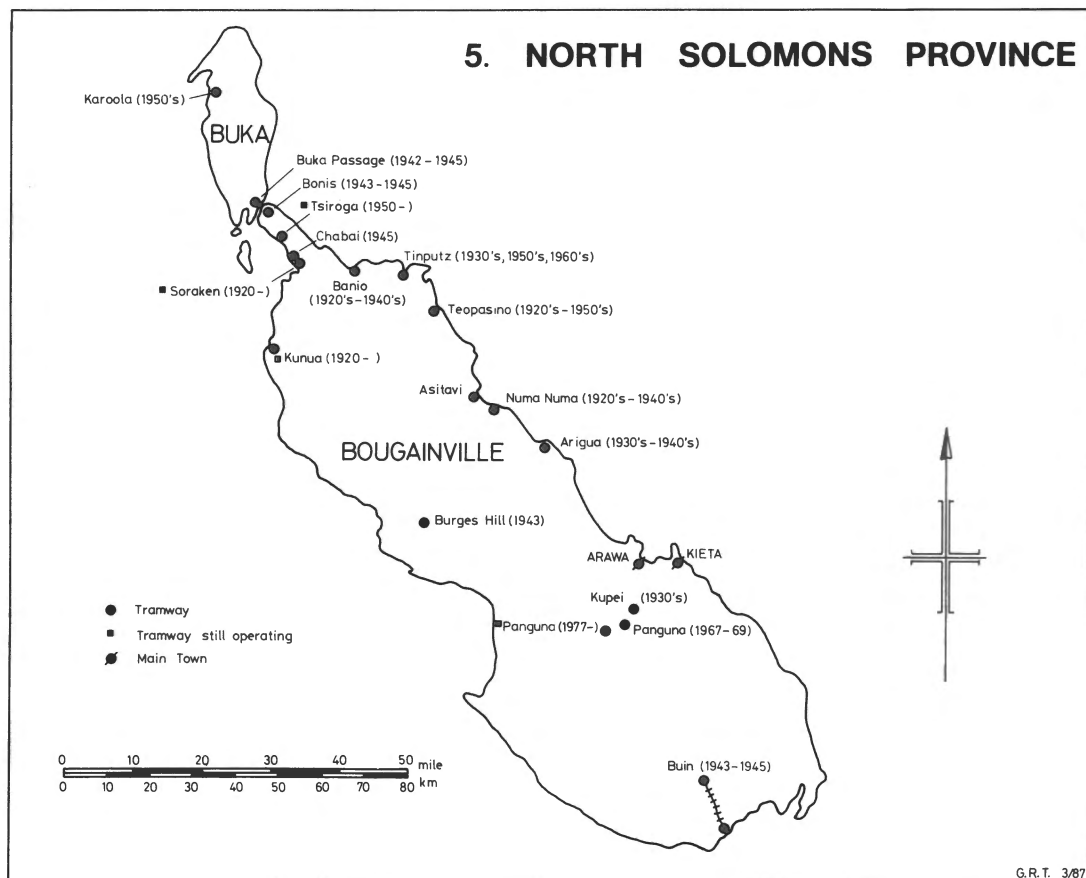 5. NORTH SOLOMONS PROVINCE
Karoola (1950's)
BUKA
Buka Passage (1942-1945)
Bonis (1943-1945)
Tsiroga (1950-)
Chabai (1945)
Tinputz (1930's, 1950's, 1960's)
Soraken (1920-)
Banio
(1920's-1940's)
Teopasino (1920's-1950's)
Kunua (1920- )
Asitavi
Numa Numa (1920's-1940's)
Arigua (1930's-1940's)
BOUGAINVILLE
Burges Hill (1943)
ARAWA
KIETA
Kupei (1930's)
Panguna (1977-)
Panguna (1967-69)
Tramway
Tramway still operating
Main Town
0 10 20 30 40 50 mile
0 10 20 30 40 50 60 70 80 km
Buin (1943-1945)
G.R.T. 3/87